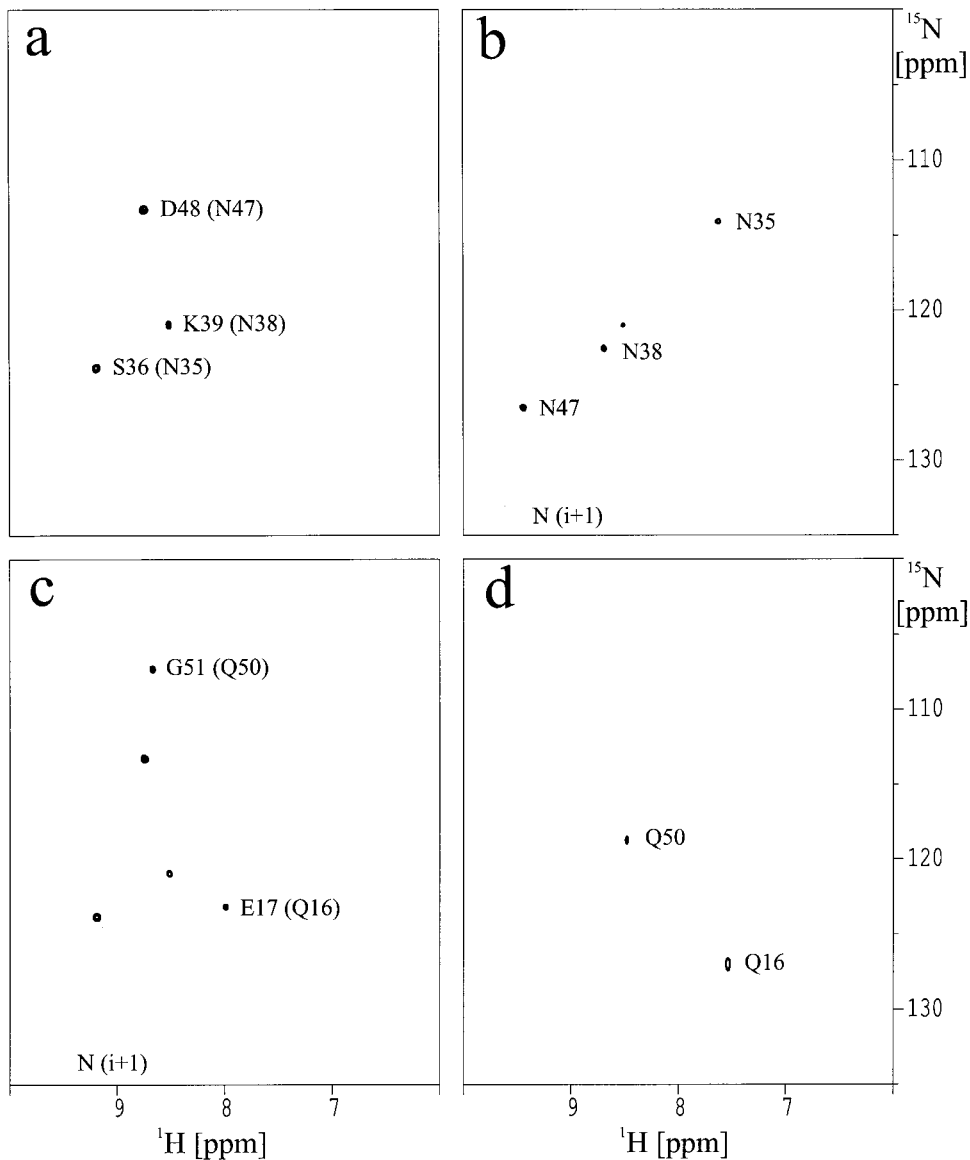 a
D48 (N47)
K39 (N38)
S36 (N35)
b
¹⁵N
[ppm]
110
N35
120
N38
N47
130
N (i+1)
c
G51 (Q50)
E17 (Q16)
N (i+1)
9 8 7
¹H [ppm]
d
¹⁵N
[ppm]
110
Q50
120
Q16
130
9 8 7
¹H [ppm]